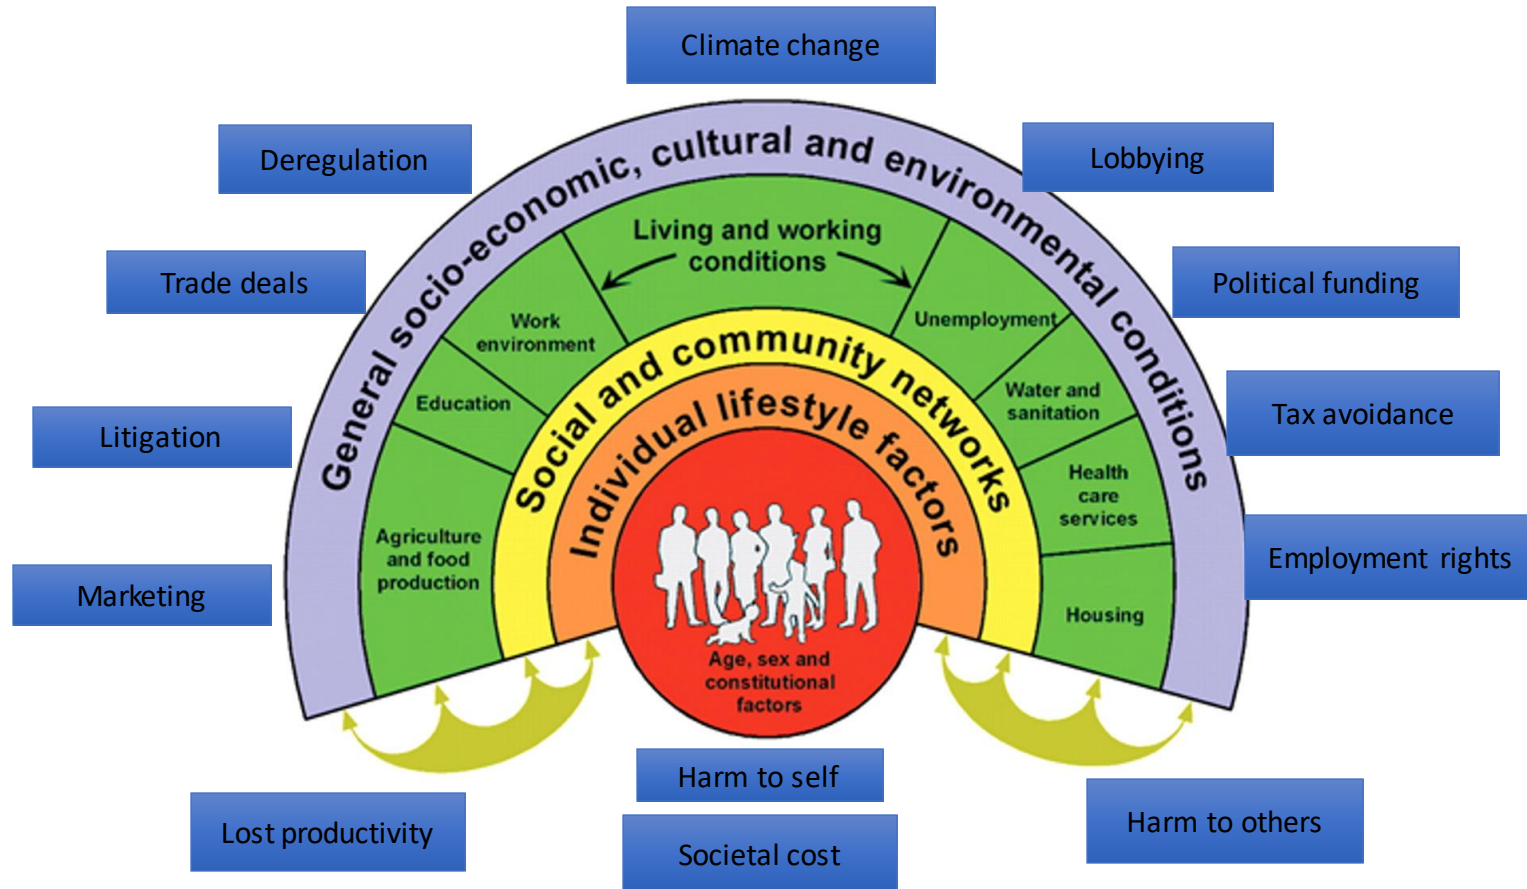 Climate change
Deregulation
Lobbying
General socio-economic, cultural and environmental conditions
Living and working
conditions
Trade deals
Political funding
Work
environment
Unemployment
Social and community networks
Education
Water and
sanitation
Individual lifestyle factors
Litigation
Tax avoidance
Health
care
services
Agriculture
and food
production
Employment rights
Marketing
Housing
Age, sex and
constitutional
factors
Harm to self
Lost productivity
Harm to others
Societal cost